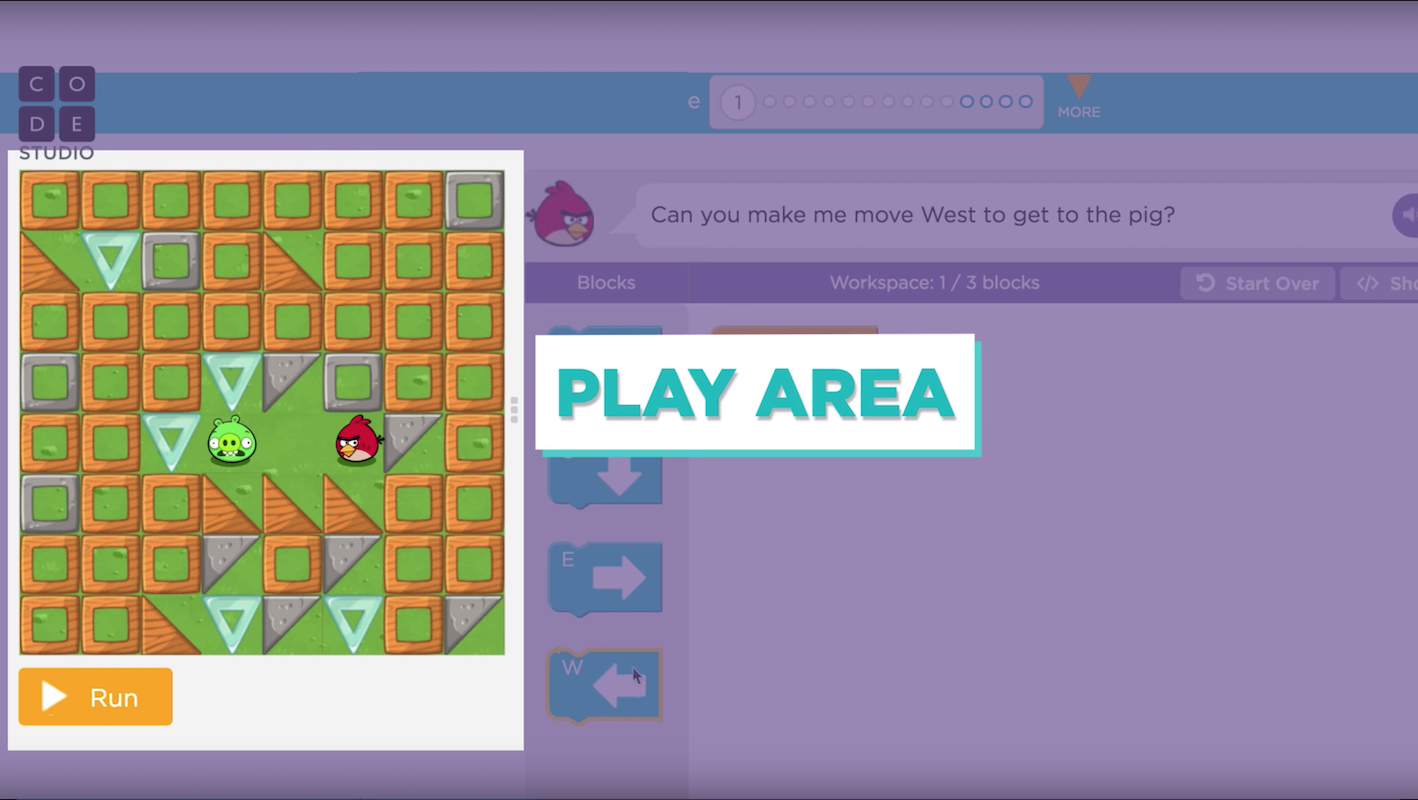 C O
D E
STUDIO
e
1
MORE
Can you make me move West to get to the pig?
Blocks
Workspace: 1 / 3 blocks
Start Over
</>
PLAY AREA
E
W
Run